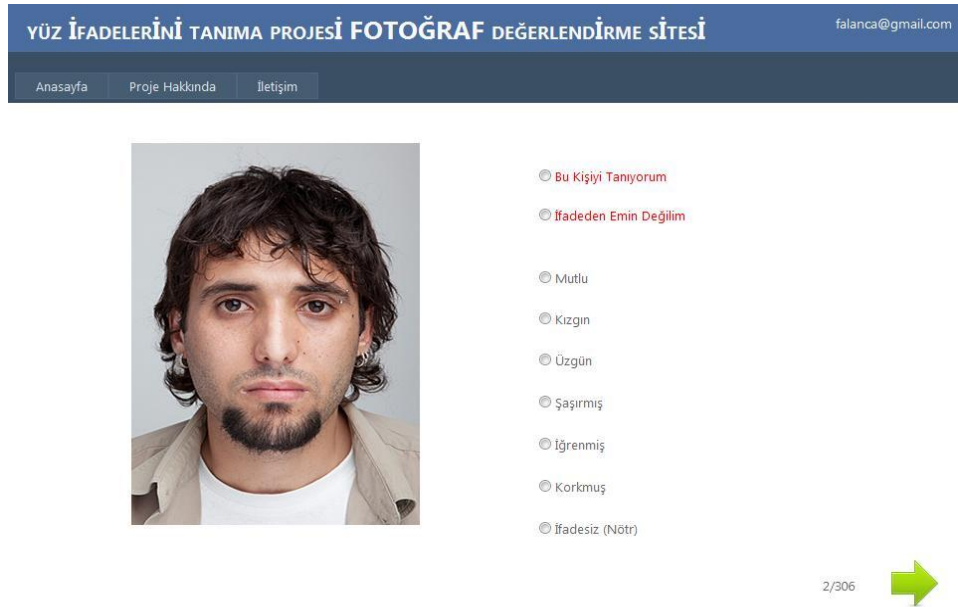 YÜZ İFADELERİNİ TANIMA PROJESİ FOTOĞRAF DEĞERLENDİRME SİTESİ
falanca@gmail.com
Anasayfa Proje Hakkında İletişim
Bu Kişiyi Tanıyorum
İfadeden Emin Değilim
Mutlu
Kızgın
Üzgün
Şaşırmış
İğrenmiş
Korkmuş
İfadesiz (Nötr)
2/306